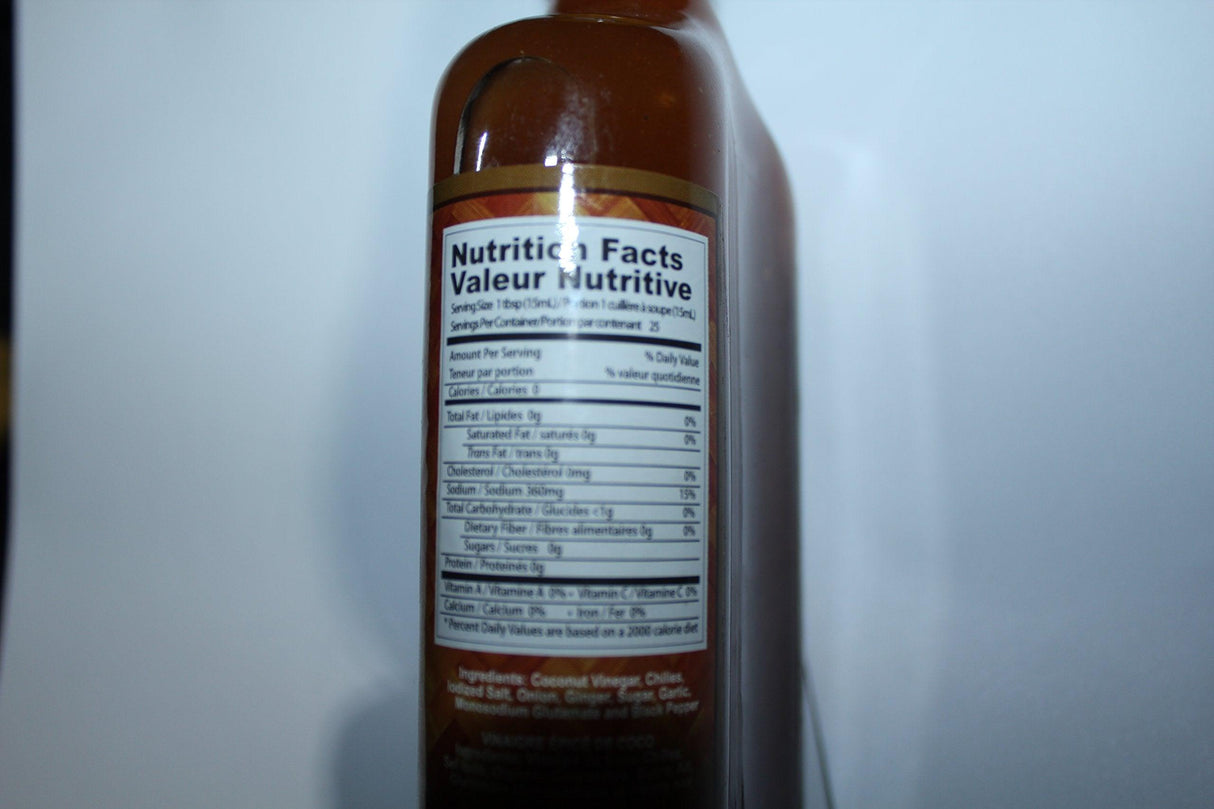 Nutrition Facts
Valeur Nutritive
Serving Size 1 tbsp (15mL) / Portion 1 cuillère à soupe (15mL)
Servings Per Container/Portion par contenant 25
Amount Per Serving % Daily Value
Teneur par portion % valeur quotidienne
Calories / Calories 0
Total Fat / Lipides 0g 0%
Saturated Fat / saturés 0g 0%
Trans Fat / trans 0g
Cholesterol / Cholestérol 0mg 0%
Sodium / Sodium 360mg 15%
Total Carbohydrate / Glucides <1g 0%
Dietary Fiber / Fibres alimentaires 0g 0%
Sugars / Sucres 0g
Protein / Proteinés 0g
Vitamin A / Vitamine A 0% • Vitamin C / Vitamine C 0%
Calcium / Calcium 0% • Iron / Fer 0%
*Percent Daily Values are based on a 2000 calorie diet
Ingredients: Coconut Vinegar, Chilies,
Iodized Salt, Onion, Ginger, Sugar, Garlic,
Monosodium Glutamate and Black Pepper
VINAIGRE ÉPICÉ DE COCO